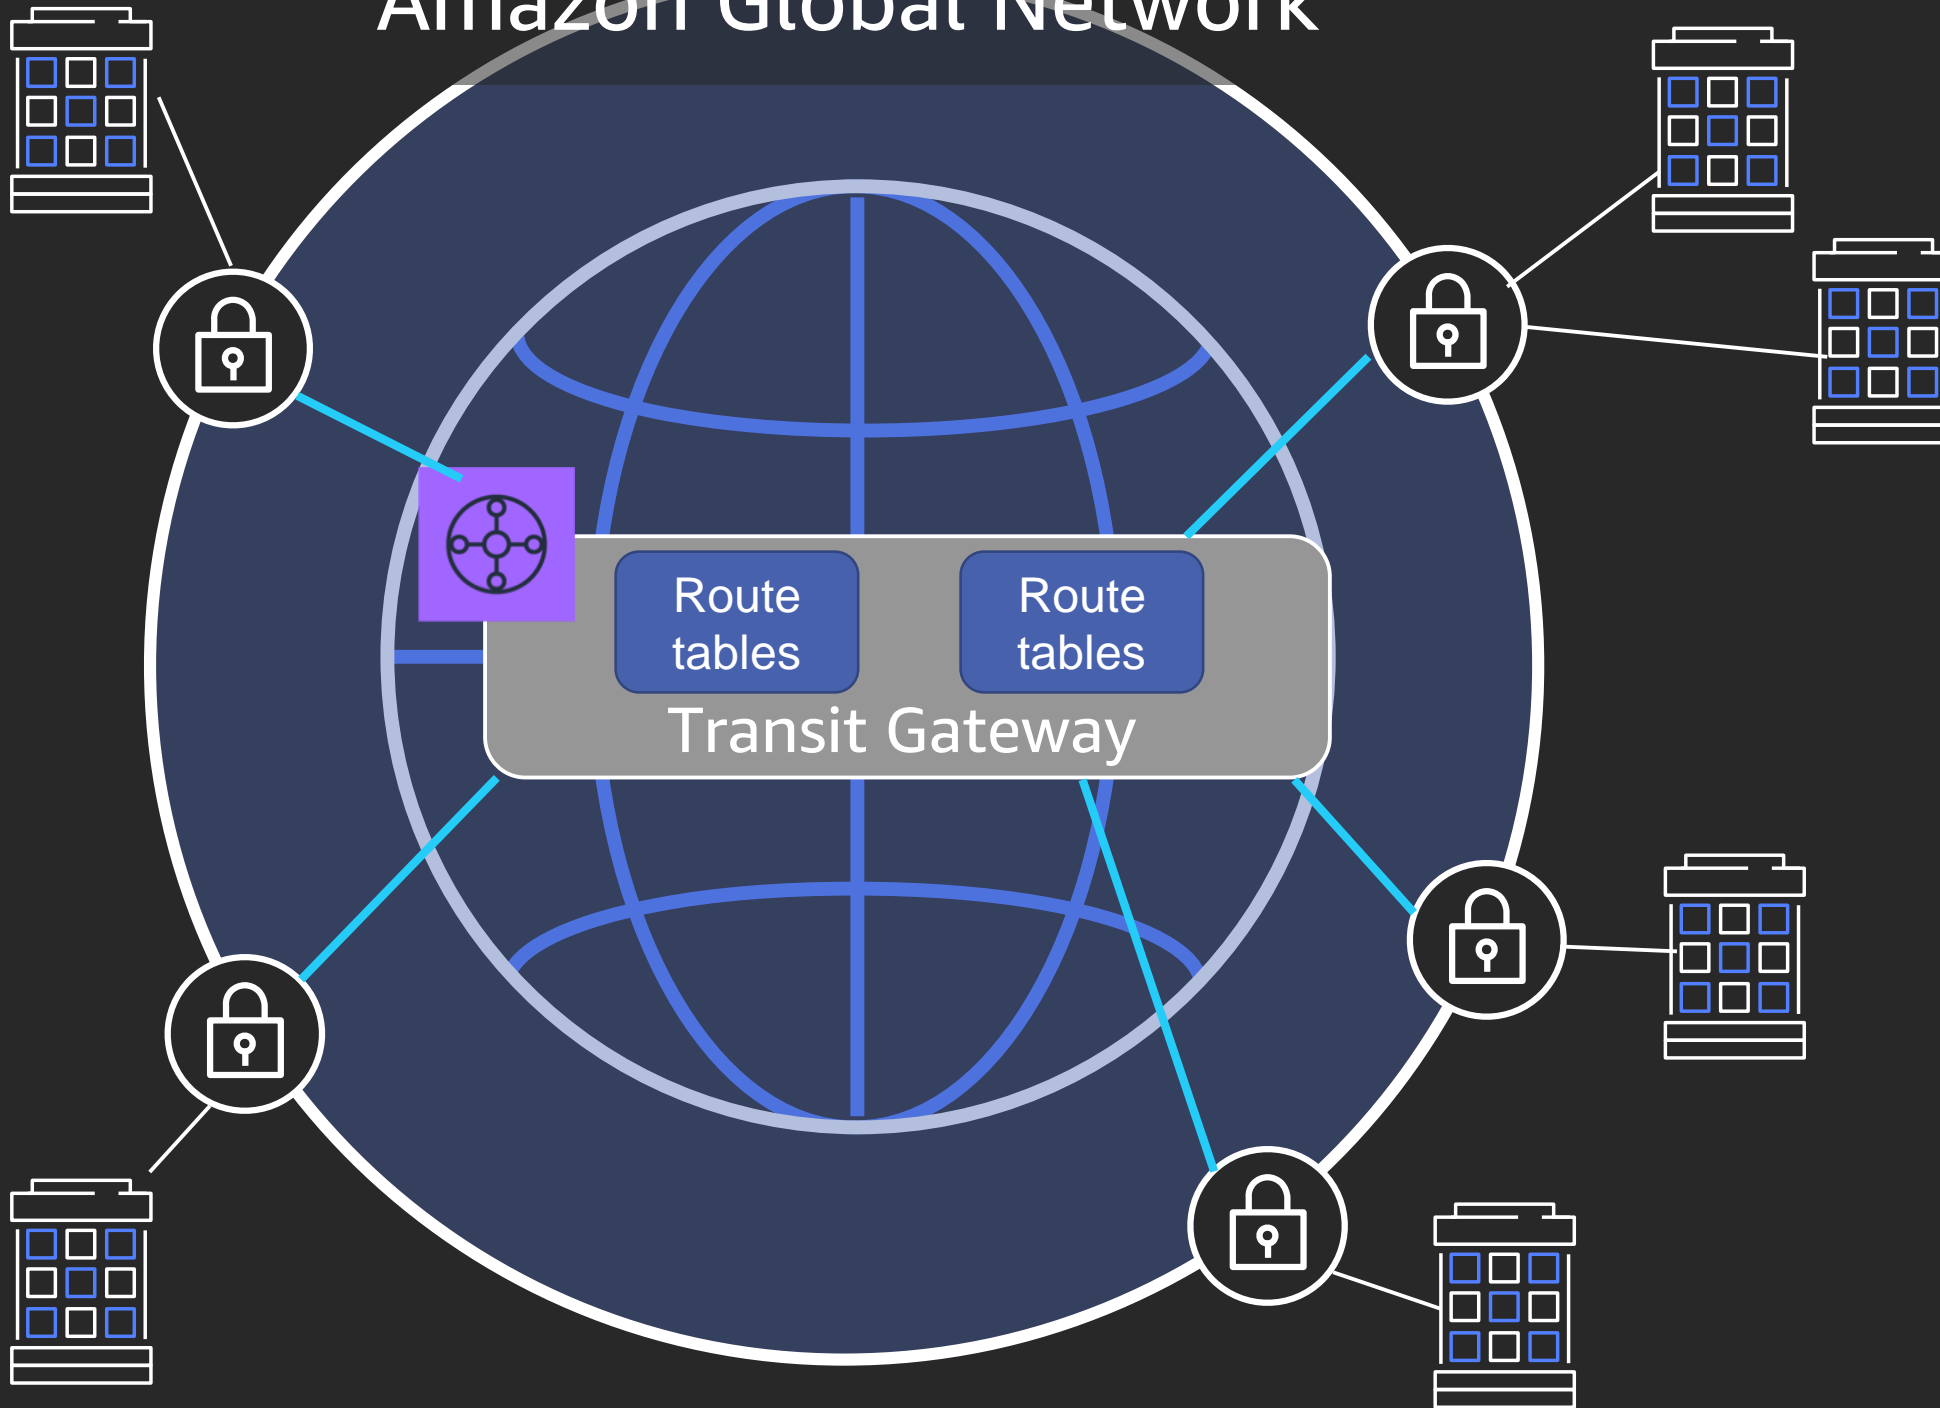 Amazon Global Network
Route
tables
Route
tables
Transit Gateway